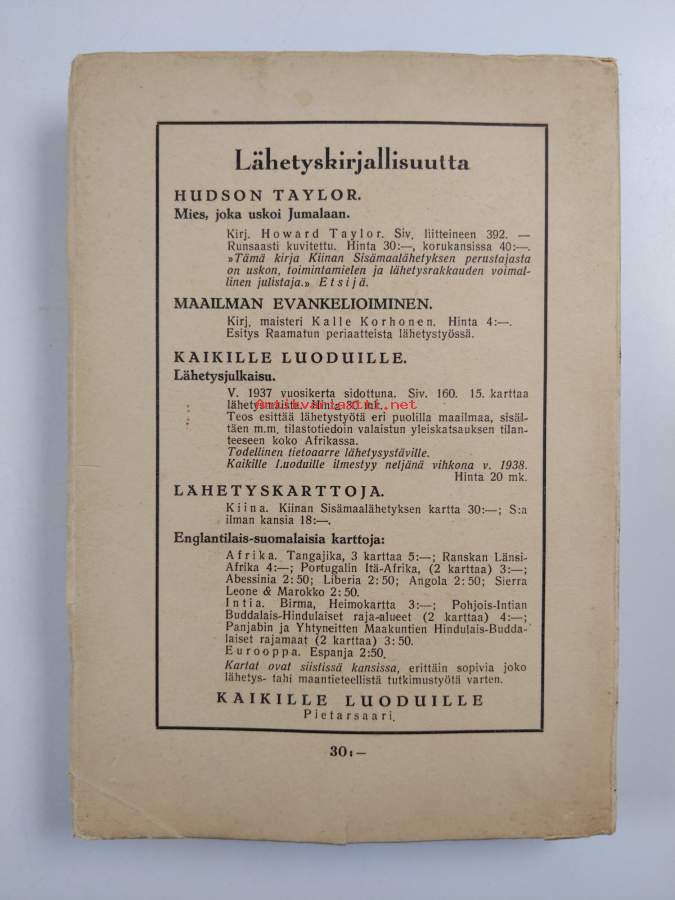 Lähetyskirjallisuutta
HUDSON TAYLOR.
Mies, joka uskoi Jumalaan.
Kirj. Howard Taylor. Siv. liitteineen 392. —
Runsaasti kuvitettu. Hinta 30:—, korukansissa 40:—.
»Tämä kirja Kiinan Sisämaalähetyksen perustajasta
on uskon, toimintamielen ja lähetysrakkauden voimal-
linen julistaja.» Etsijä.
MAAILMAN EVANKELIOIMINEN.
Kirj. maisteri Kalle Korhonen. Hinta 4:—.
Esitys Raamatun periaatteista lähetystyössä.
KAIKILLE LUODUILLE.
Lähetysjulkaisu.
V. 1937 vuosikerta sidottuna. Siv. 160. 15. karttaa
lähetysmaista. Hinta 30 mk.
Antikvariaatti.net
Teos esittää lähetystyötä eri puolilla maailmaa, sisäl-
täen m.m. tilastotiedoin valaistun yleiskatsauksen tilan-
teeseen koko Afrikassa.
Todellinen tietoaarre lähetysystäville.
Kaikille Luoduille ilmestyy neljänä vihkona v. 1938.
Hinta 20 mk.
LÄHETYSKARTTOJA.
Kiina. Kiinan Sisämaalähetyksen kartta 30:—; S:a
ilman kansia 18:—.
Englantilais-suomalaisia karttoja:
Afrika. Tangajika, 3 karttaa 5:—; Ranskan Länsi-
Afrika 4:—; Portugalin Itä-Afrika, (2 karttaa) 3:—;
Abessinia 2:50; Liberia 2:50; Angola 2:50; Sierra
Leone & Marokko 2:50.
Intia. Birma, Heimokartta 3:—; Pohjois-Intian
Buddalais-Hindulaiset raja-alueet (2 karttaa) 4:—;
Panjabin ja Yhtyneitten Maakuntien Hindulais-Budda-
laiset rajamaat (2 karttaa) 3:50.
Eurooppa. Espanja 2:50.
Kartat ovat siistissä kansissa, erittäin sopivia joko
lähetys- tahi maantieteellistä tutkimustyötä varten.
KAIKILLE LUODUILLE
Pietarsaari.
30:—